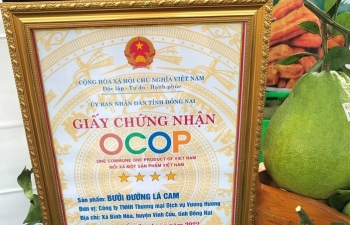 CỘNG HÒA XÃ HỘI CHỦ NGHĨA VIỆT NAM
Độc lập - Tự do - Hạnh phúc
ỦY BAN NHÂN DÂN TỈNH ĐỒNG NAI
GIẤY CHỨNG NHẬN
OCOP
ONE COMMUNE ONE PRODUCT OF VIETNAM
MỖI XÃ MỘT SẢN PHẨM VIỆT NAM
Sản phẩm: BƯỞI ĐƯỜNG LÁ CAM
Đơn vị: Công ty TNHH Thương mại Dịch vụ Vương Hương
Địa chỉ: Xã Bình Hòa, huyện Vĩnh Cửu, tỉnh Đồng Nai